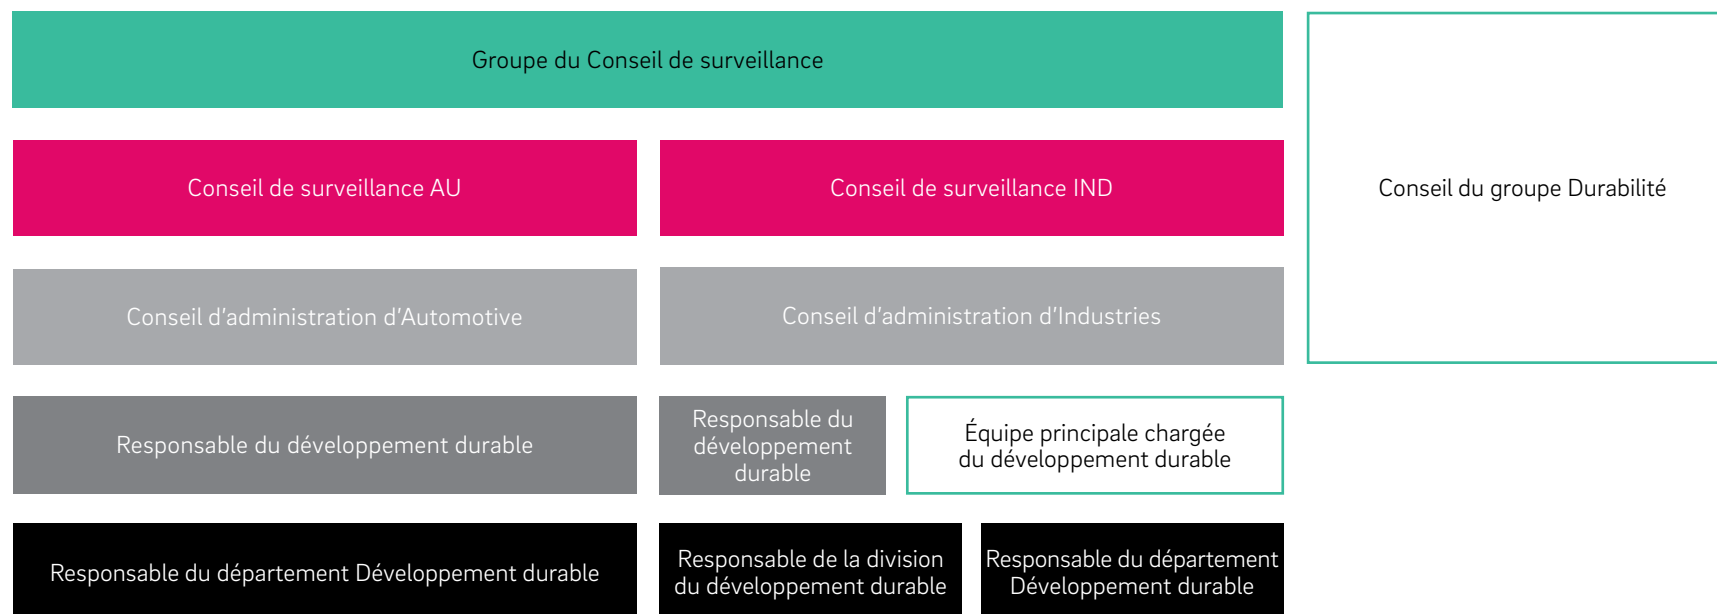 Groupe du Conseil de surveillance
Conseil de surveillance AU
Conseil de surveillance IND
Conseil du groupe Durabilité
Conseil d'administration d'Automotive
Conseil d'administration d'Industries
Responsable du développement durable
Responsable du
développement
durable
Équipe principale chargée
du développement durable
Responsable du département Développement durable
Responsable de la division
du développement durable
Responsable du département
Développement durable